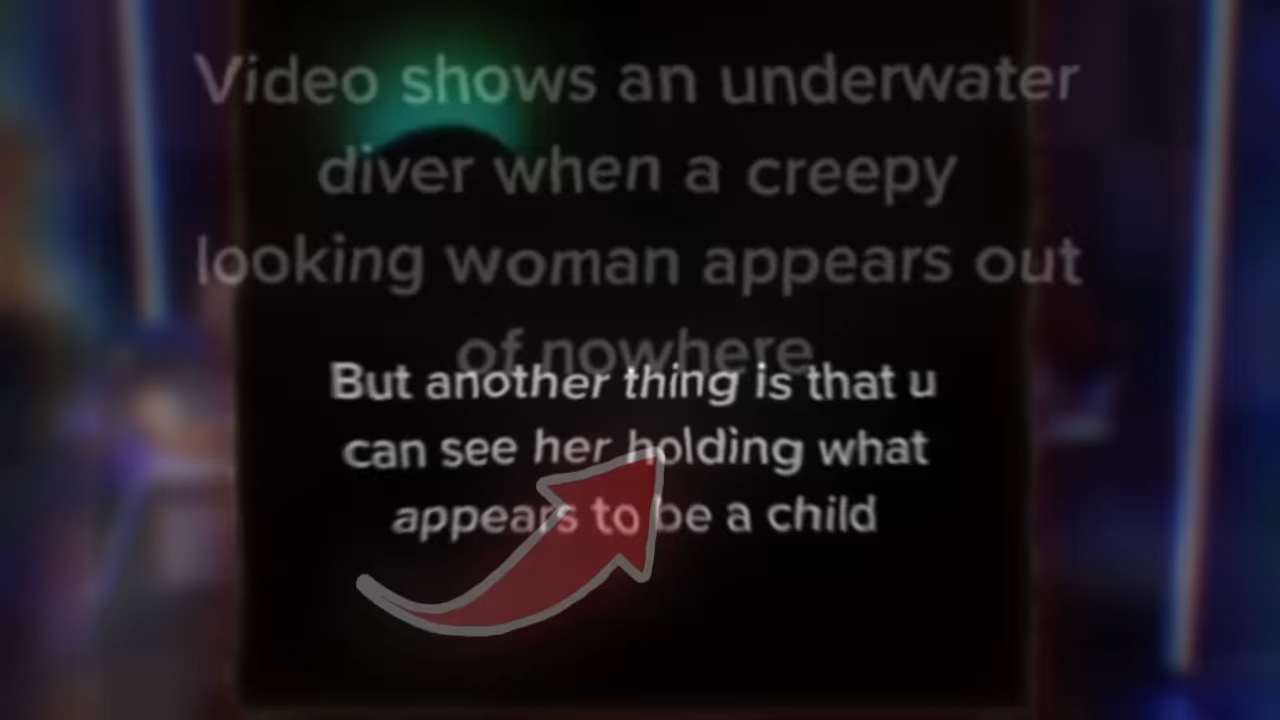 Video shows an underwater
diver when a creepy
looking woman appears out
of nowhere
But another thing is that u
can see her holding what
appears to be a child